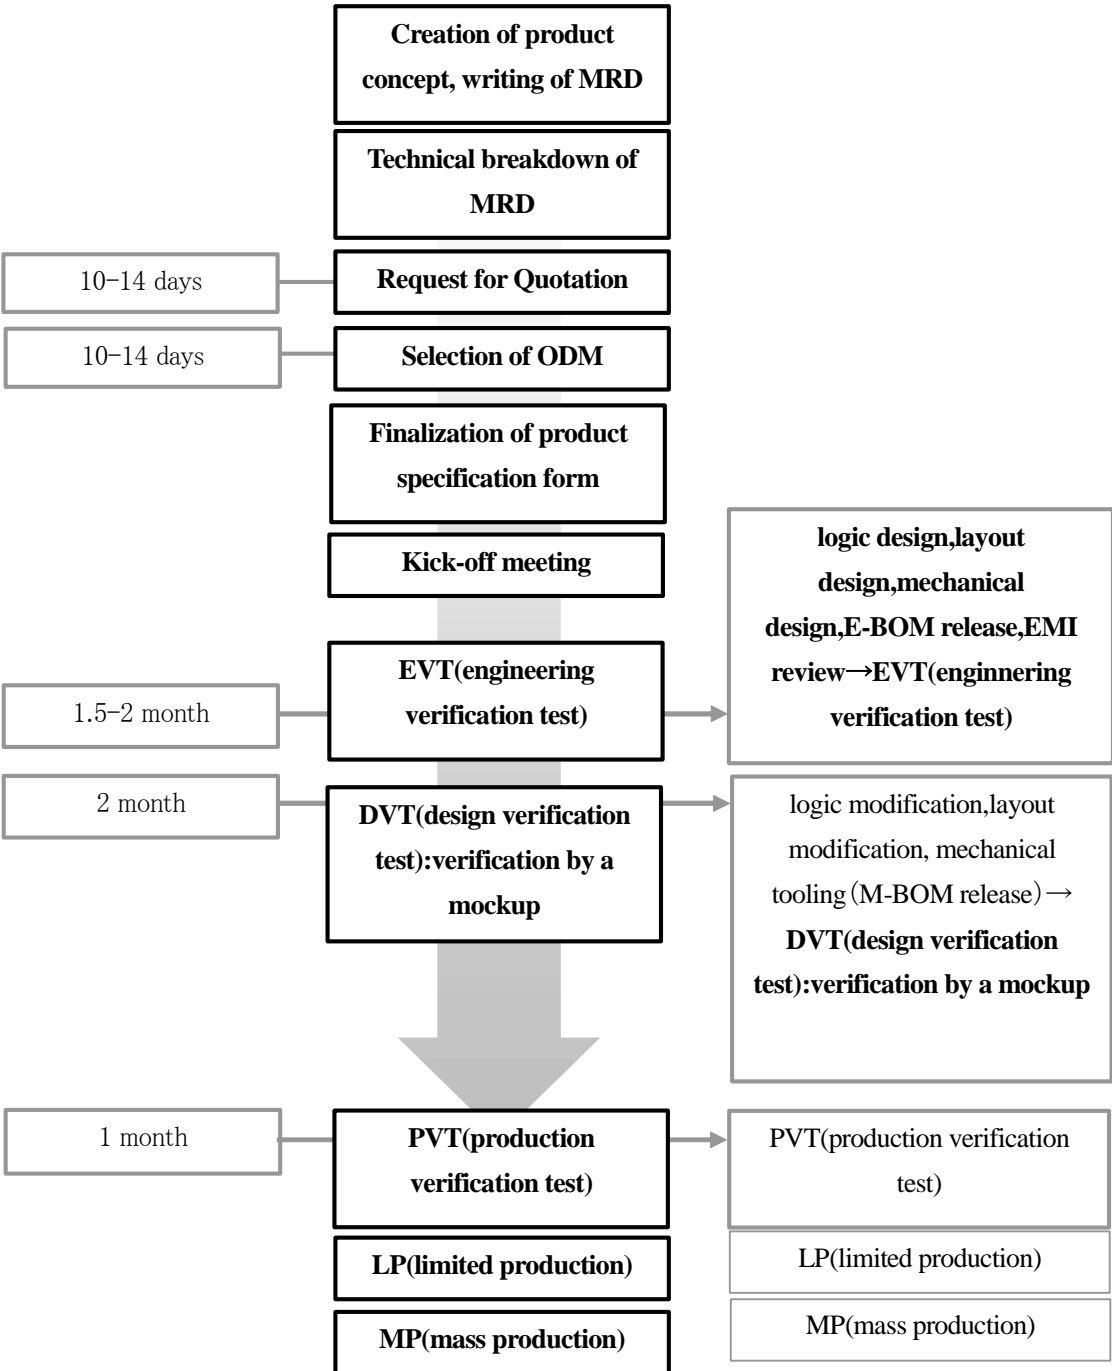 Creation of product
concept, writing of MRD
Technical breakdown of
MRD
10-14 days
Request for Quotation
10-14 days
Selection of ODM
Finalization of product
specification form
Kick-off meeting
logic design,layout
design,mechanical
design,E-BOM release,EMI
review→EVT(enginnering
verification test)
1.5-2 month
EVT(engineering
verification test)
2 month
DVT(design verification
test):verification by a
mockup
logic modification,layout
modification, mechanical
tooling（M-BOM release）→
DVT(design verification
test):verification by a mockup
1 month
PVT(production
verification test)
PVT(production verification
test)
LP(limited production)
LP(limited production)
MP(mass production)
MP(mass production)